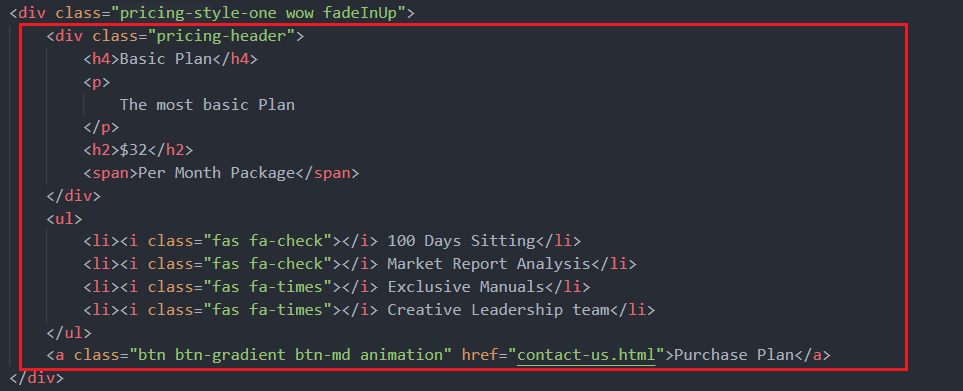 <div class="pricing-style-one wow fadeInUp">
<div class="pricing-header">
<h4>Basic Plan</h4>
<p>
The most basic Plan
</p>
<h2>$32</h2>
<span>Per Month Package</span>
</div>
<ul>
<li><i class="fas fa-check"></i> 100 Days Sitting</li>
<li><i class="fas fa-check"></i> Market Report Analysis</li>
<li><i class="fas fa-times"></i> Exclusive Manuals</li>
<li><i class="fas fa-times"></i> Creative Leadership team</li>
</ul>
<a class="btn btn-gradient btn-md animation" href="contact-us.html">Purchase Plan</a>
</div>